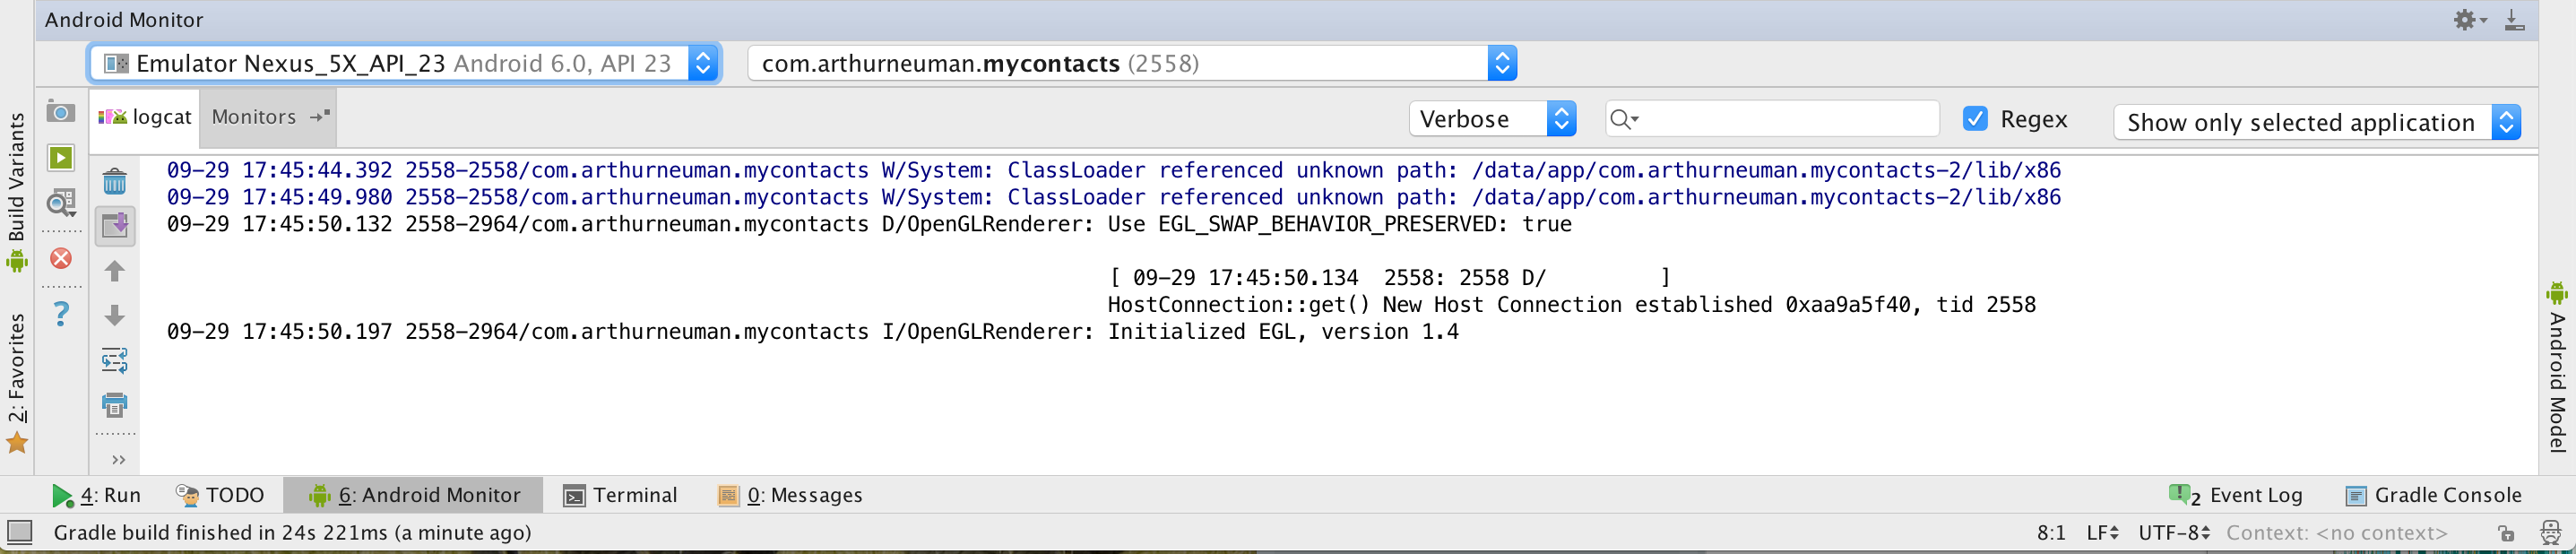 Android Monitor
Emulator Nexus_5X_API_23 Android 6.0, API 23
com.arthurneuman.mycontacts (2558)
logcat
Monitors
Verbose
Regex
Show only selected application
Build Variants
2: Favorites
09-29 17:45:44.392 2558-2558/com.arthurneuman.mycontacts W/System: ClassLoader referenced unknown path: /data/app/com.arthurneuman.mycontacts-2/lib/x86
09-29 17:45:49.980 2558-2558/com.arthurneuman.mycontacts W/System: ClassLoader referenced unknown path: /data/app/com.arthurneuman.mycontacts-2/lib/x86
09-29 17:45:50.132 2558-2964/com.arthurneuman.mycontacts D/OpenGLRenderer: Use EGL_SWAP_BEHAVIOR_PRESERVED: true
[ 09-29 17:45:50.134  2558: 2558 D/         ]
HostConnection::get() New Host Connection established 0xaa9a5f40, tid 2558
09-29 17:45:50.197 2558-2964/com.arthurneuman.mycontacts I/OpenGLRenderer: Initialized EGL, version 1.4
Android Model
4: Run
TODO
6: Android Monitor
Terminal
0: Messages
2 Event Log
Gradle Console
Gradle build finished in 24s 221ms (a minute ago)
8:1
LF
UTF-8
Context: <no context>